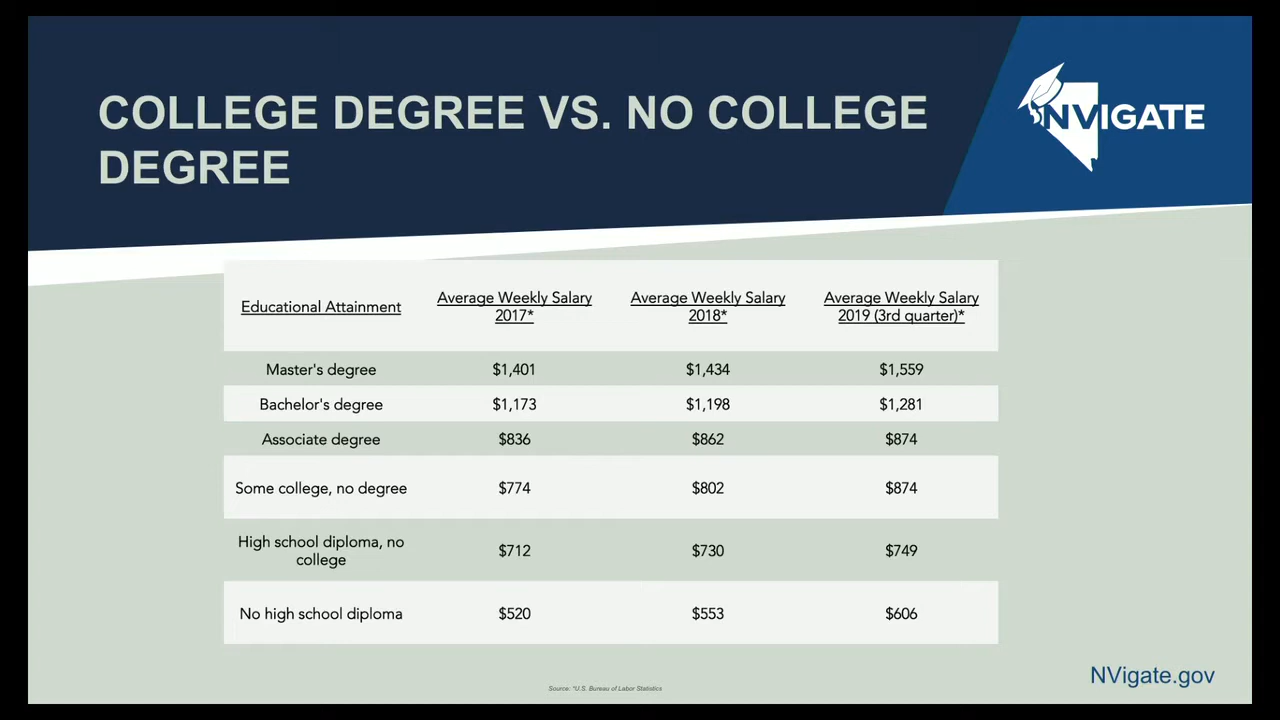 COLLEGE DEGREE VS. NO COLLEGE
DEGREE
NVIGATE
Educational Attainment
Average Weekly Salary
2017*
Average Weekly Salary
2018*
Average Weekly Salary
2019 (3rd quarter)*
Master's degree $1,401 $1,434 $1,559
Bachelor's degree $1,173 $1,198 $1,281
Associate degree $836 $862 $874
Some college, no degree $774 $802 $874
High school diploma, no
college
$712 $730 $749
No high school diploma $520 $553 $606
Source: *U.S. Bureau of Labor Statistics
NVigate.gov